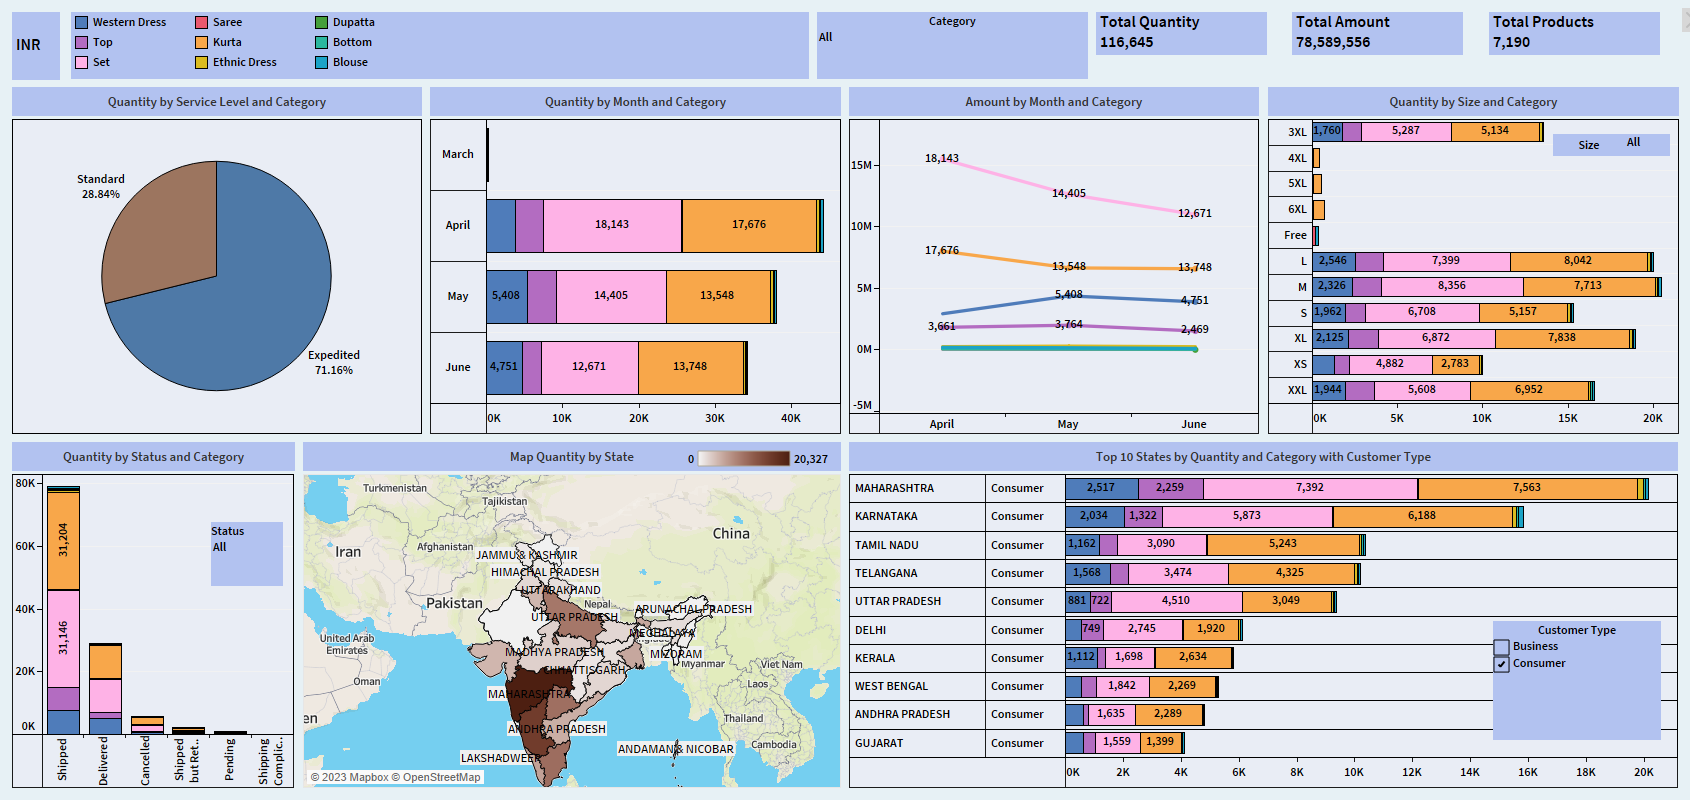 INR
Western Dress
Top
Set
Saree
Kurta
Ethnic Dress
Dupatta
Bottom
Blouse
Category
All
Total Quantity
116,645
Total Amount
78,589,556
Total Products
7,190
Quantity by Service Level and Category
Standard
28.84%
Expedited
71.16%
Quantity by Month and Category
March
April
18,143
17,676
May
5,408
14,405
13,548
June
4,751
12,671
13,748
0K
10K
20K
30K
40K
Amount by Month and Category
15M
10M
5M
0M
-5M
18,143
14,405
12,671
17,676
13,548
13,748
5,408
4,751
3,661
3,764
2,469
April
May
June
Quantity by Size and Category
Size
All
3XL
1,760
5,287
5,134
4XL
5XL
6XL
Free
L
2,546
7,399
8,042
M
2,326
8,356
7,713
S
1,962
6,708
5,157
XL
2,125
6,872
7,838
XS
4,882
2,783
XXL
1,944
5,608
6,952
0K
5K
10K
15K
20K
Quantity by Status and Category
80K
60K
40K
20K
0K
31,204
31,146
Status
All
Shipped
Delivered
Cancelled
Shipped
but Ret..
Pending
Shipping
Complic..
Map Quantity by State
0
20,327
Turkmenistan
Tajikistan
China
Iran
Afghanistan
JAMMU & KASHMIR
HIMACHAL PRADESH
UTTARAKHAND
Pakistan
Nepal
ARUNACHAL PRADESH
UTTAR PRADESH
MEGHALAYA
United Arab
Emirates
MADHYA PRADESH
MIZORAM
Myanmar
Viet Nam
CHHATTISGARH
Oman
Laos
MAHARASHTRA
Thailand
ANDHRA PRADESH
Cambodia
ANDAMAN & NICOBAR
LAKSHADWEEP
© 2023 Mapbox © OpenStreetMap
Top 10 States by Quantity and Category with Customer Type
MAHARASHTRA
Consumer
2,517
2,259
7,392
7,563
KARNATAKA
Consumer
2,034
1,322
5,873
6,188
TAMIL NADU
Consumer
1,162
3,090
5,243
TELANGANA
Consumer
1,568
3,474
4,325
UTTAR PRADESH
Consumer
881
722
4,510
3,049
DELHI
Consumer
749
2,745
1,920
KERALA
Consumer
1,112
1,698
2,634
WEST BENGAL
Consumer
1,842
2,269
ANDHRA PRADESH
Consumer
1,635
2,289
GUJARAT
Consumer
1,559
1,399
0K
2K
4K
6K
8K
10K
12K
14K
16K
18K
20K
Customer Type
Business
Consumer